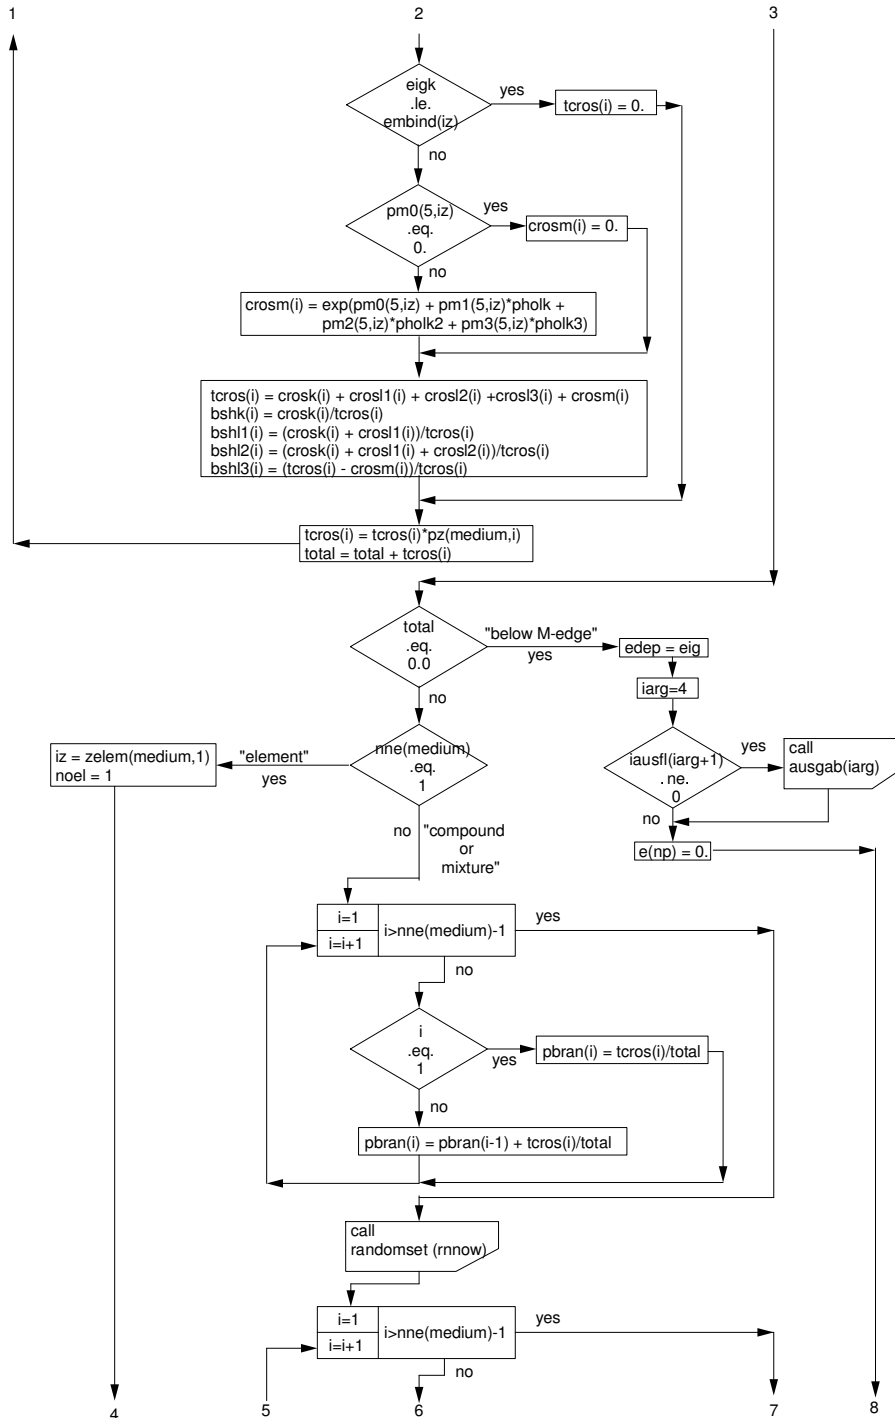 1
2
3
eigk
.le.
embind(iz)
yes
tcros(i) = 0.
no
pm0(5,iz)
.eq.
0.
yes
crosm(i) = 0.
no
crosm(i) = exp(pm0(5,iz) + pm1(5,iz)*pholk +
pm2(5,iz)*pholk2 + pm3(5,iz)*pholk3)
tcros(i) = crosk(i) + crosl1(i) + crosl2(i) +crosl3(i) + crosm(i)
bshk(i) = crosk(i)/tcros(i)
bshl1(i) = (crosk(i) + crosl1(i))/tcros(i)
bshl2(i) = (crosk(i) + crosl1(i) + crosl2(i))/tcros(i)
bshl3(i) = (tcros(i) - crosm(i))/tcros(i)
tcros(i) = tcros(i)*pz(medium,i)
total = total + tcros(i)
total
.eq.
0.0
"below M-edge"
yes
edep = eig
iarg=4
no
iausfl(iarg+1)
.ne.
0
yes
call
ausgab(iarg)
no
e(np) = 0.
nne(medium)
.eq.
1
"element"
yes
iz = zelem(medium,1)
noel = 1
no "compound
or
mixture"
i=1
i=i+1
i>nne(medium)-1
yes
no
i
.eq.
1
yes
pbran(i) = tcros(i)/total
no
pbran(i) = pbran(i-1) + tcros(i)/total
call
randomset (rnnow)
i=1
i=i+1
i>nne(medium)-1
yes
no
4
5
6
7
8